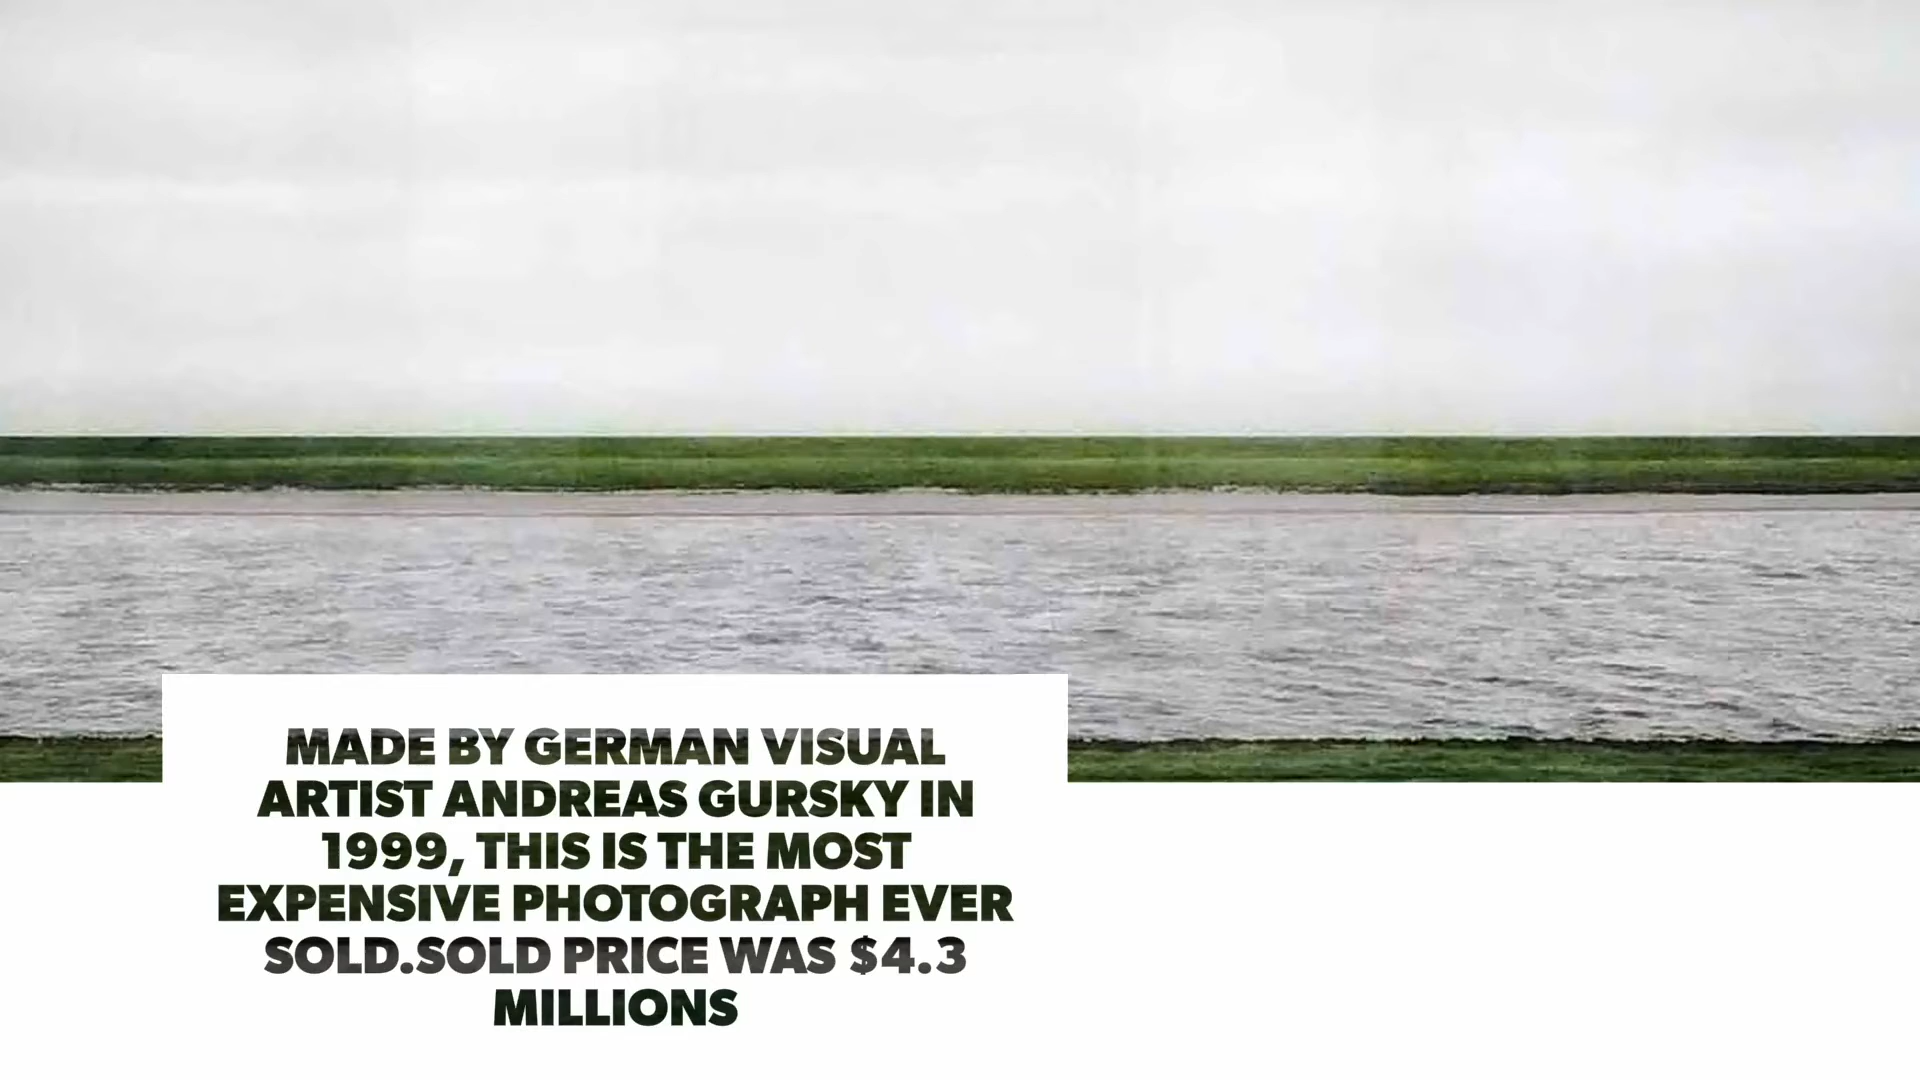 MADE BY GERMAN VISUAL
ARTIST ANDREAS GURSKY IN
1999, THIS IS THE MOST
EXPENSIVE PHOTOGRAPH EVER
SOLD.SOLD PRICE WAS $4.3
MILLIONS